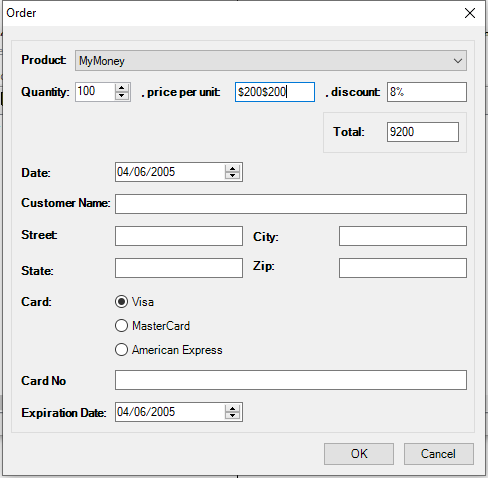 Order
Product: MyMoney
Quantity: 100 , price per unit: $200$200 , discount: 8%
Total: 9200
Date: 04/06/2005
Customer Name:
Street: City:
State: Zip:
Card: Visa
MasterCard
American Express
Card No
Expiration Date: 04/06/2005
OK Cancel